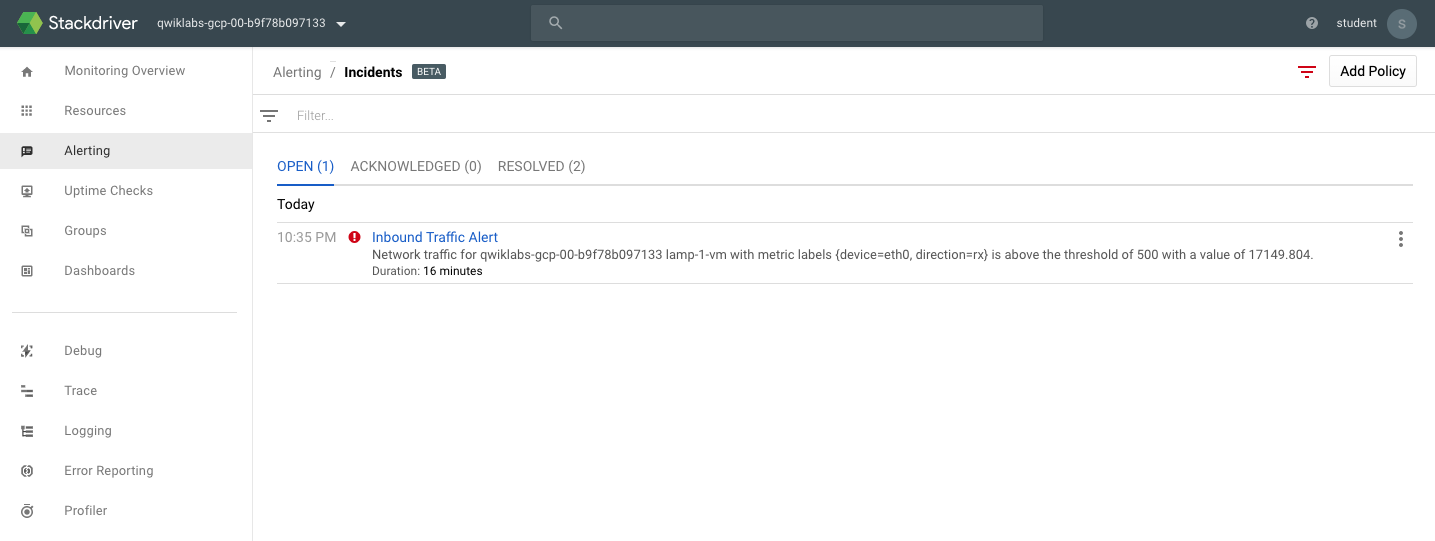 Stackdriver qwiklabs-gcp-00-b9f78b097133 student S
Monitoring Overview
Resources
Alerting
Uptime Checks
Groups
Dashboards
Debug
Trace
Logging
Error Reporting
Profiler
Alerting / Incidents BETA Add Policy
Filter...
OPEN (1) ACKNOWLEDGED (0) RESOLVED (2)
Today
10:35 PM Inbound Traffic Alert
Network traffic for qwiklabs-gcp-00-b9f78b097133 lamp-1-vm with metric labels {device=eth0, direction=rx} is above the threshold of 500 with a value of 17149.804.
Duration: 16 minutes